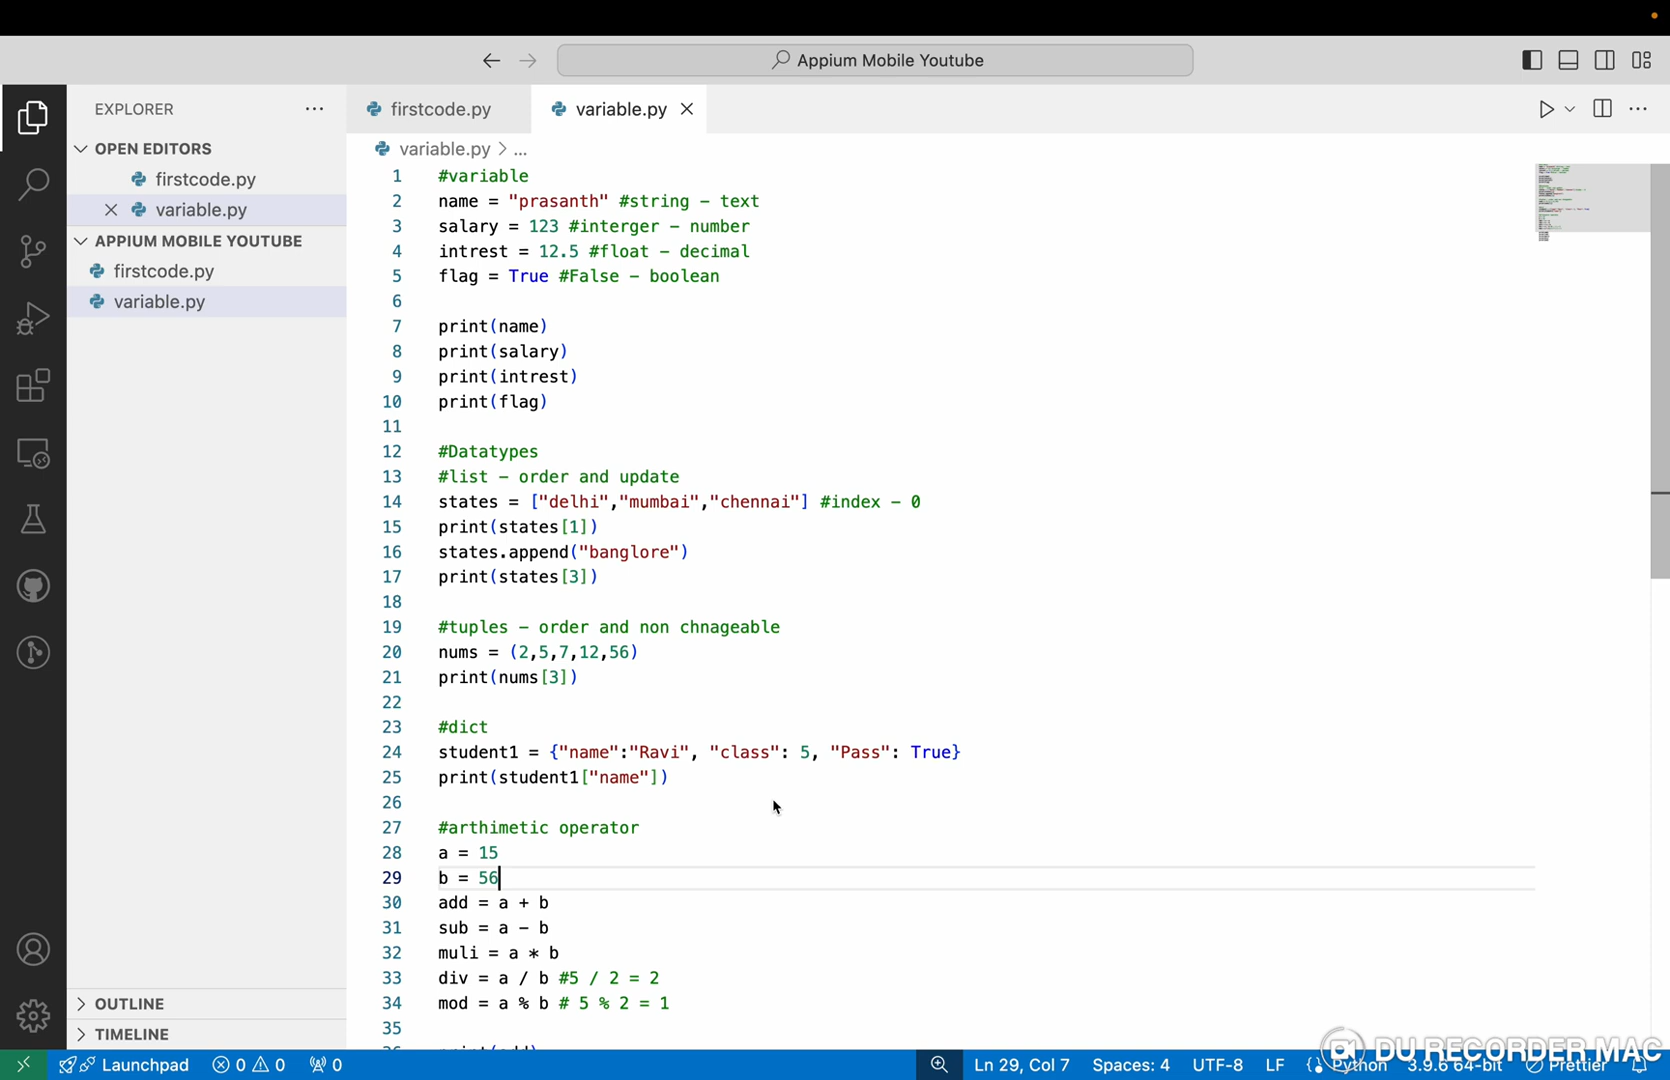 Appium Mobile Youtube
EXPLORER
OPEN EDITORS
firstcode.py
variable.py
APPIUM MOBILE YOUTUBE
firstcode.py
variable.py
OUTLINE
TIMELINE
firstcode.py
variable.py
variable.py > ...
1 #variable
2 name = "prasanth" #string - text
3 salary = 123 #interger - number
4 intrest = 12.5 #float - decimal
5 flag = True #False - boolean
6
7 print(name)
8 print(salary)
9 print(intrest)
10 print(flag)
11
12 #Datatypes
13 #list - order and update
14 states = ["delhi","mumbai","chennai"] #index - 0
15 print(states[1])
16 states.append("banglore")
17 print(states[3])
18
19 #tuples - order and non chnageable
20 nums = (2,5,7,12,56)
21 print(nums[3])
22
23 #dict
24 student1 = {"name":"Ravi", "class": 5, "Pass": True}
25 print(student1["name"])
26
27 #arthimetic operator
28 a = 15
29 b = 56
30 add = a + b
31 sub = a - b
32 muli = a * b
33 div = a / b #5 / 2 = 2
34 mod = a % b # 5 % 2 = 1
35
Launchpad 0 0 0 Ln 29, Col 7 Spaces: 4 UTF-8 LF Python 3.9.6 64-bit Prettier
DU RECORDER MAC